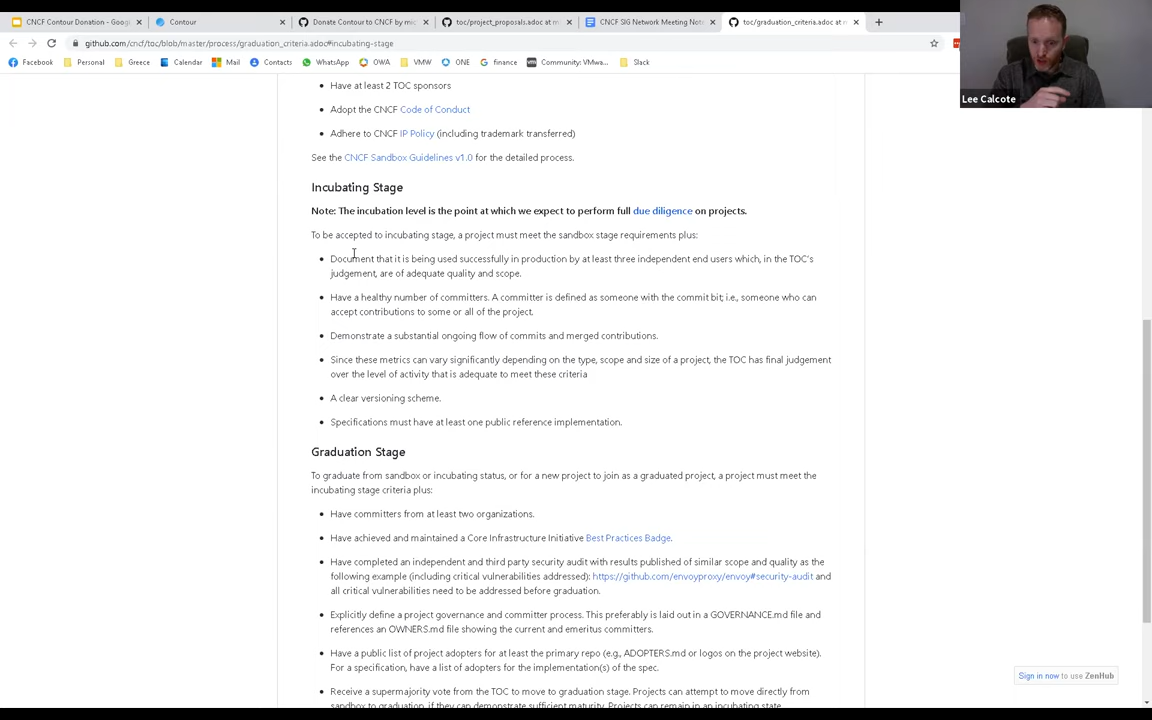 CNCF Contour Donation - Googl
Contour
Donate Contour to CNCF by mic
toc/project_proposals.adoc at m
CNCF SIG Network Meeting Note
toc/graduation_criteria.adoc at m
github.com/cncf/toc/blob/master/process/graduation_criteria.adoc#incubating-stage
Facebook Personal Greece Calendar Mail Contacts WhatsApp OWA VMW ONE finance Community: VMwa... Slack
Lee Calcote
Have at least 2 TOC sponsors
Adopt the CNCF Code of Conduct
Adhere to CNCF IP Policy (including trademark transferred)
See the CNCF Sandbox Guidelines v1.0 for the detailed process.
Incubating Stage
Note: The incubation level is the point at which we expect to perform full due diligence on projects.
To be accepted to incubating stage, a project must meet the sandbox stage requirements plus:
Document that it is being used successfully in production by at least three independent end users which, in the TOC's
judgement, are of adequate quality and scope.
Have a healthy number of committers. A committer is defined as someone with the commit bit; i.e., someone who can
accept contributions to some or all of the project.
Demonstrate a substantial ongoing flow of commits and merged contributions.
Since these metrics can vary significantly depending on the type, scope and size of a project, the TOC has final judgement
over the level of activity that is adequate to meet these criteria
A clear versioning scheme.
Specifications must have at least one public reference implementation.
Graduation Stage
To graduate from sandbox or incubating status, or for a new project to join as a graduated project, a project must meet the
incubating stage criteria plus:
Have committers from at least two organizations.
Have achieved and maintained a Core Infrastructure Initiative Best Practices Badge.
Have completed an independent and third party security audit with results published of similar scope and quality as the
following example (including critical vulnerabilities addressed): https://github.com/envoyproxy/envoy#security-audit and
all critical vulnerabilities need to be addressed before graduation.
Explicitly define a project governance and committer process. This preferably is laid out in a GOVERNANCE.md file and
references an OWNERS.md file showing the current and emeritus committers.
Have a public list of project adopters for at least the primary repo (e.g., ADOPTERS.md or logos on the project website).
For a specification, have a list of adopters for the implementation(s) of the spec.
Sign in now to use ZenHub
Receive a supermajority vote from the TOC to move to graduation stage. Projects can attempt to move directly from
sandbox to graduation, if they can demonstrate sufficient maturity. Projects can remain in an incubating state